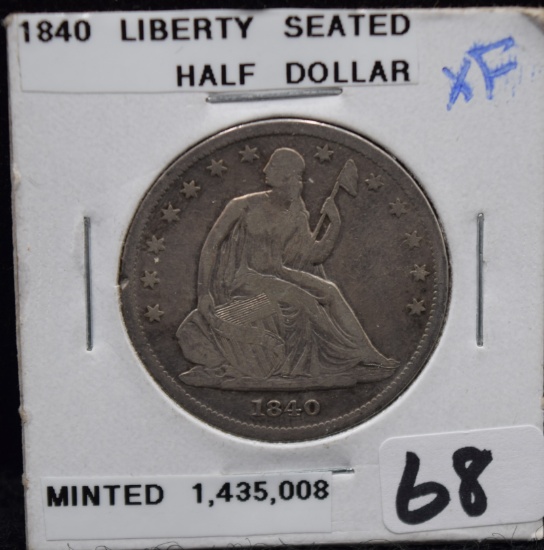 1840 LIBERTY SEATED
HALF DOLLAR
XF
1840
MINTED 1,435,008
68